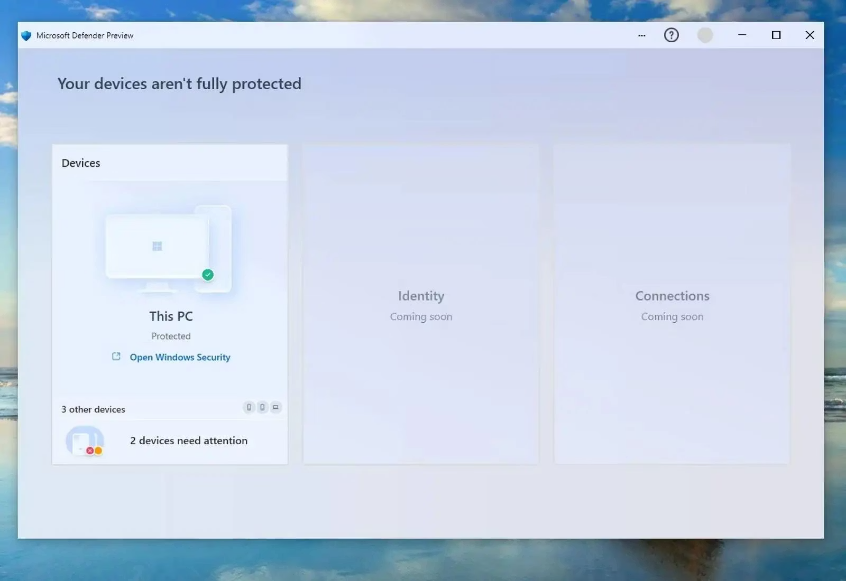 Microsoft Defender Preview
Your devices aren't fully protected
Devices
This PC
Protected
Open Windows Security
3 other devices
2 devices need attention
Identity
Coming soon
Connections
Coming soon